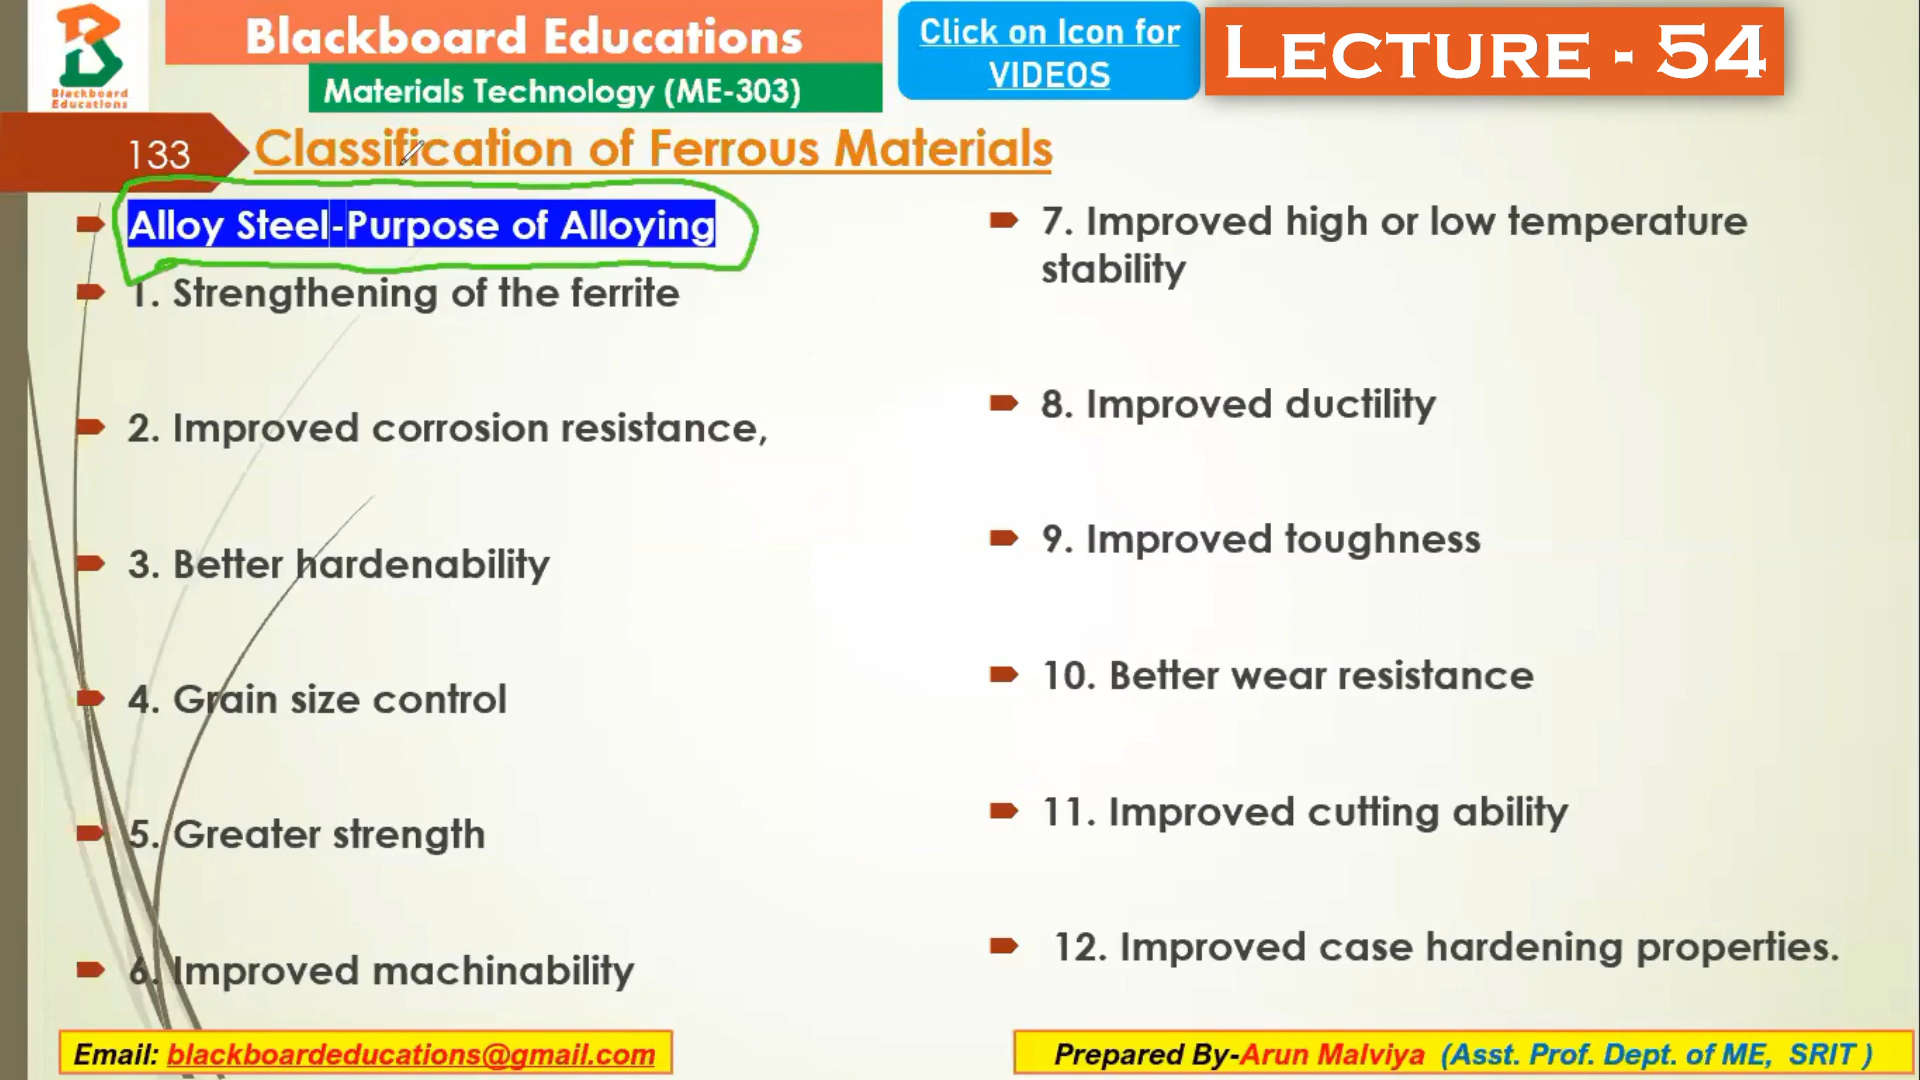 Blackboard Educations
Materials Technology (ME-303)
Blackboard
Educations
Click on Icon for
VIDEOS
LECTURE - 54
133
Classification of Ferrous Materials
Alloy Steel-Purpose of Alloying
1. Strengthening of the ferrite
2. Improved corrosion resistance,
3. Better hardenability
4. Grain size control
5. Greater strength
6. Improved machinability
7. Improved high or low temperature
stability
8. Improved ductility
9. Improved toughness
10. Better wear resistance
11. Improved cutting ability
12. Improved case hardening properties.
Email: blackboardeducations@gmail.com
Prepared By-Arun Malviya (Asst. Prof. Dept. of ME, SRIT )